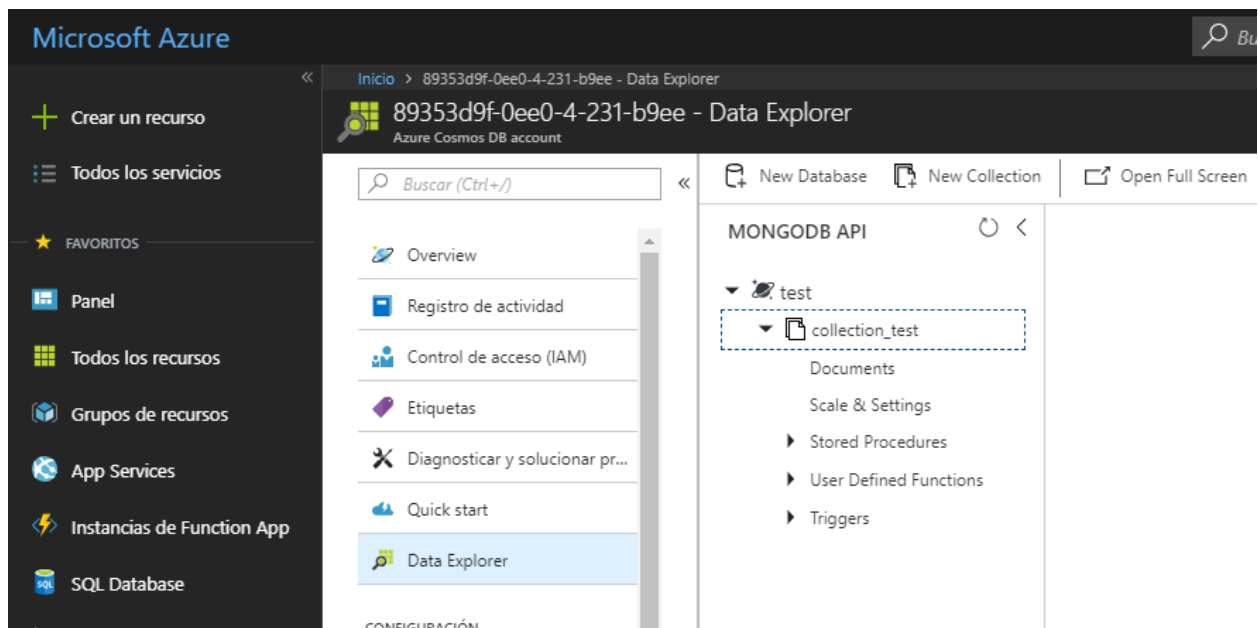 Microsoft Azure
Inicio > 89353d9f-0ee0-4-231-b9ee - Data Explorer
89353d9f-0ee0-4-231-b9ee - Data Explorer
Azure Cosmos DB account
Crear un recurso
Todos los servicios
FAVORITOS
Panel
Todos los recursos
Grupos de recursos
App Services
Instancias de Function App
SQL Database
Buscar (Ctrl+/)
Overview
Registro de actividad
Control de acceso (IAM)
Etiquetas
Diagnosticar y solucionar pr...
Quick start
Data Explorer
CONFIGURACIÓN
New Database New Collection Open Full Screen
MONGODB API
test
collection_test
Documents
Scale & Settings
Stored Procedures
User Defined Functions
Triggers